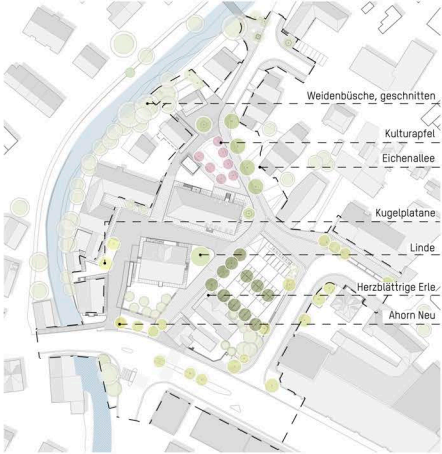 Weidenbüsche, geschnitten
Kulturapfel
Eichenallee
Kugelplatane
Linde
Herzblättrige Erle
Ahorn Neu